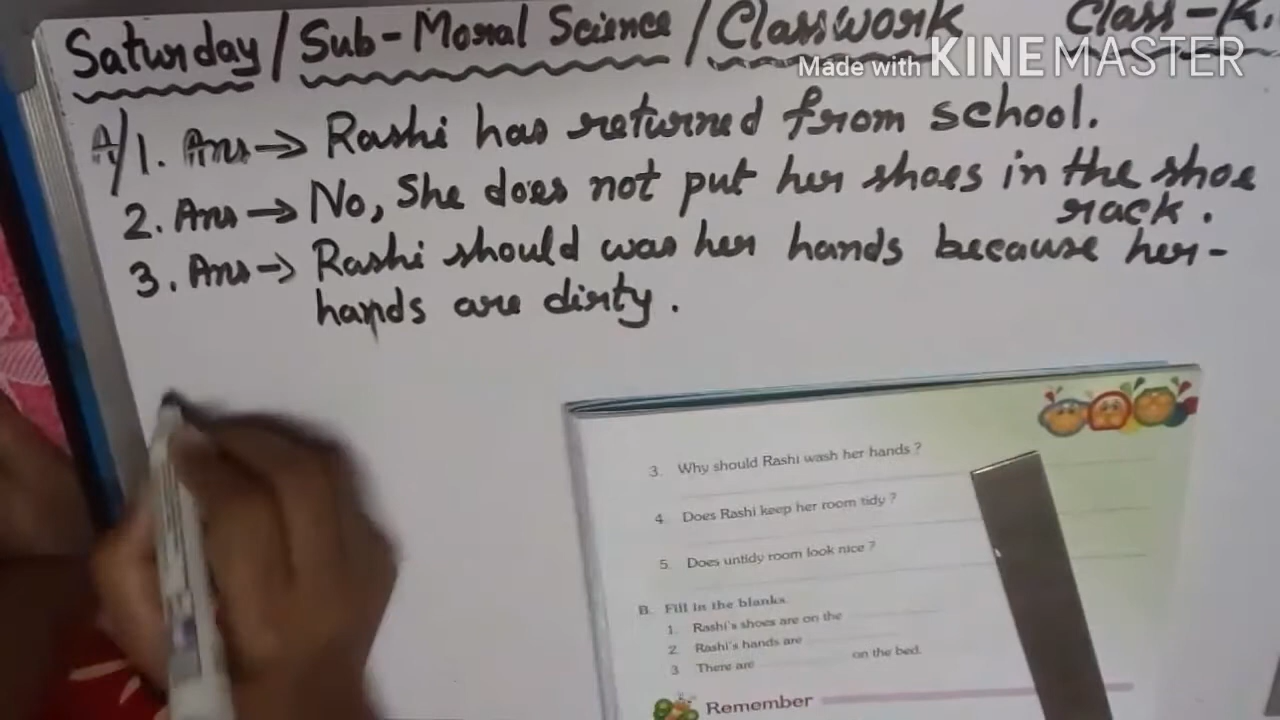 Saturday / Sub-Moral Science / Classwork Class-K.
Made with KINEMASTER
A/1. Ans → Rashi has returned from school.
2. Ans → No, She does not put her shoes in the shoe
rack.
3. Ans → Rashi should was her hands because her-
hands are dirty.
3. Why should Rashi wash her hands ?
4. Does Rashi keep her room tidy ?
5. Does untidy room look nice ?
B. Fill in the blanks.
1. Rashi's shoes are on the
2. Rashi's hands are
3. There are on the bed.
Remember